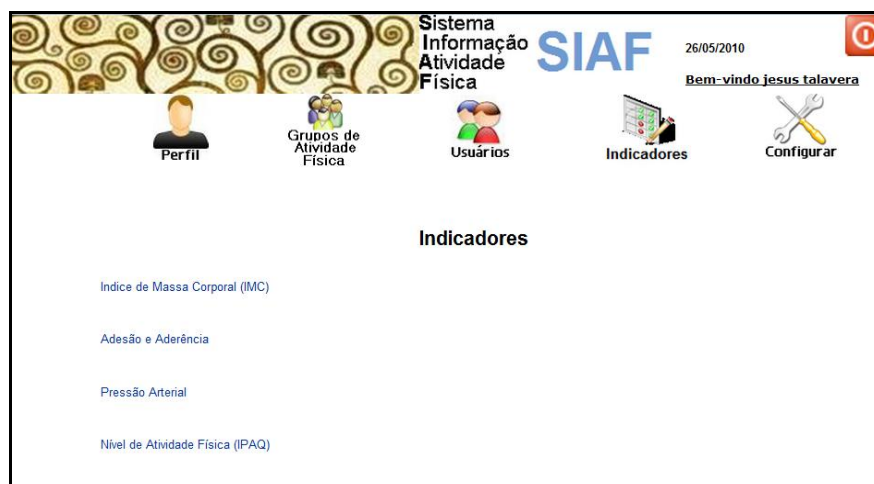 Sistema
Informação
Atividade
Física
SIAF
26/05/2010
Bem-vindo jesus talavera
Perfil
Grupos de
Atividade
Física
Usuários
Indicadores
Configurar
Indicadores
Indice de Massa Corporal (IMC)
Adesão e Aderência
Pressão Arterial
Nível de Atividade Física (IPAQ)